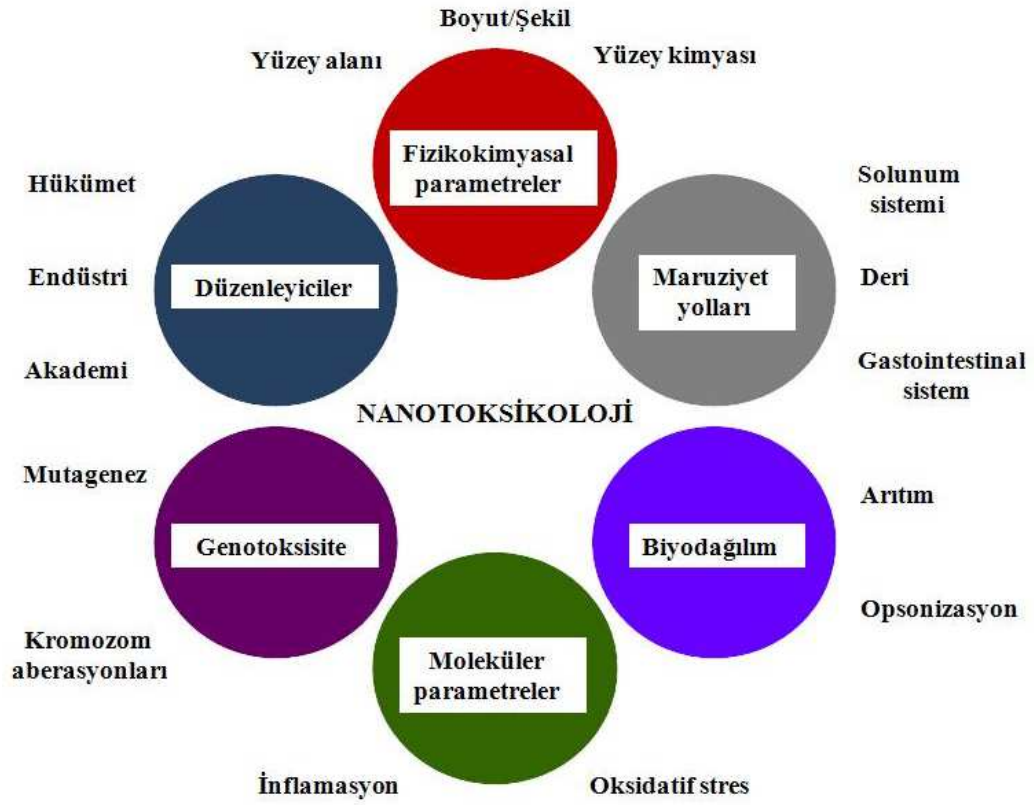 Boyut/Şekil
Yüzey alanı
Yüzey kimyası
Fizikokimyasal
parametreler
Hükümet
Endüstri
Akademi
Düzenleyiciler
Maruziyet
yolları
Solunum
sistemi
Deri
Gastointestinal
sistem
NANOTOKSİKOLOJİ
Mutagenez
Genotoksisite
Kromozom
aberasyonları
Biyodağılım
Arıtım
Opsonizasyon
Moleküler
parametreler
İnflamasyon
Oksidatif stres